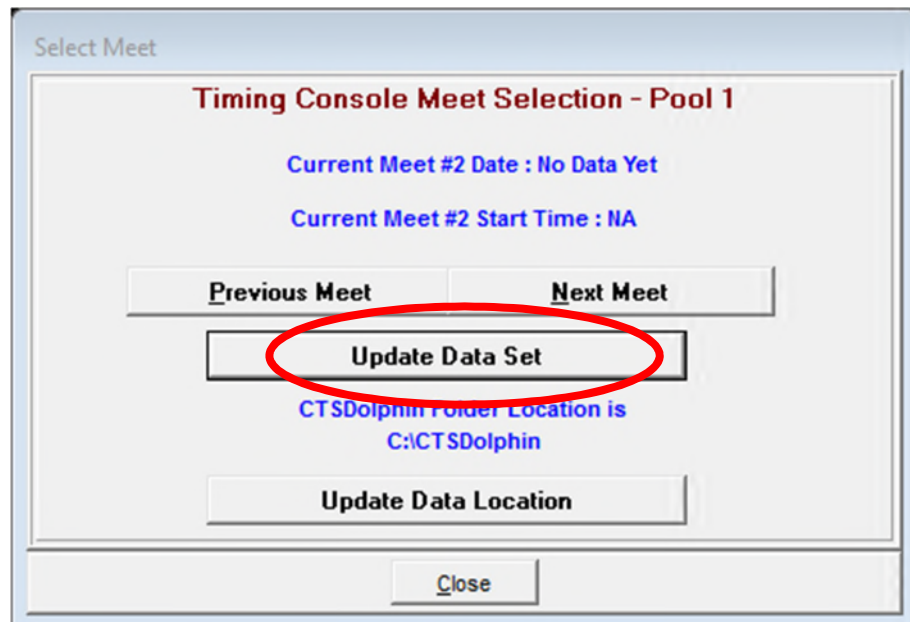 Select Meet
Timing Console Meet Selection - Pool 1
Current Meet #2 Date : No Data Yet
Current Meet #2 Start Time : NA
Previous Meet Next Meet
Update Data Set
CTSDolphin Folder Location is
C:\CTSDolphin
Update Data Location
Close